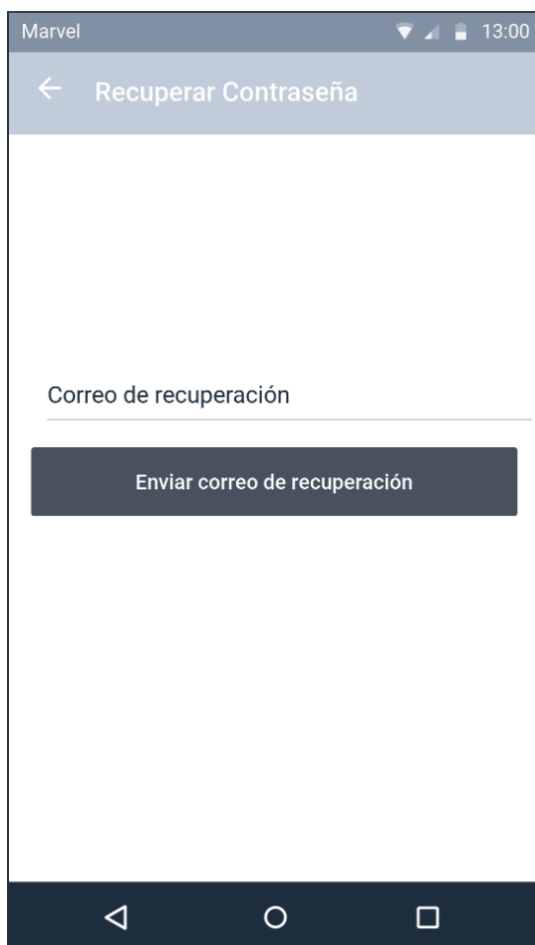 Marvel 13:00
Recuperar Contraseña
Correo de recuperación
Enviar correo de recuperación